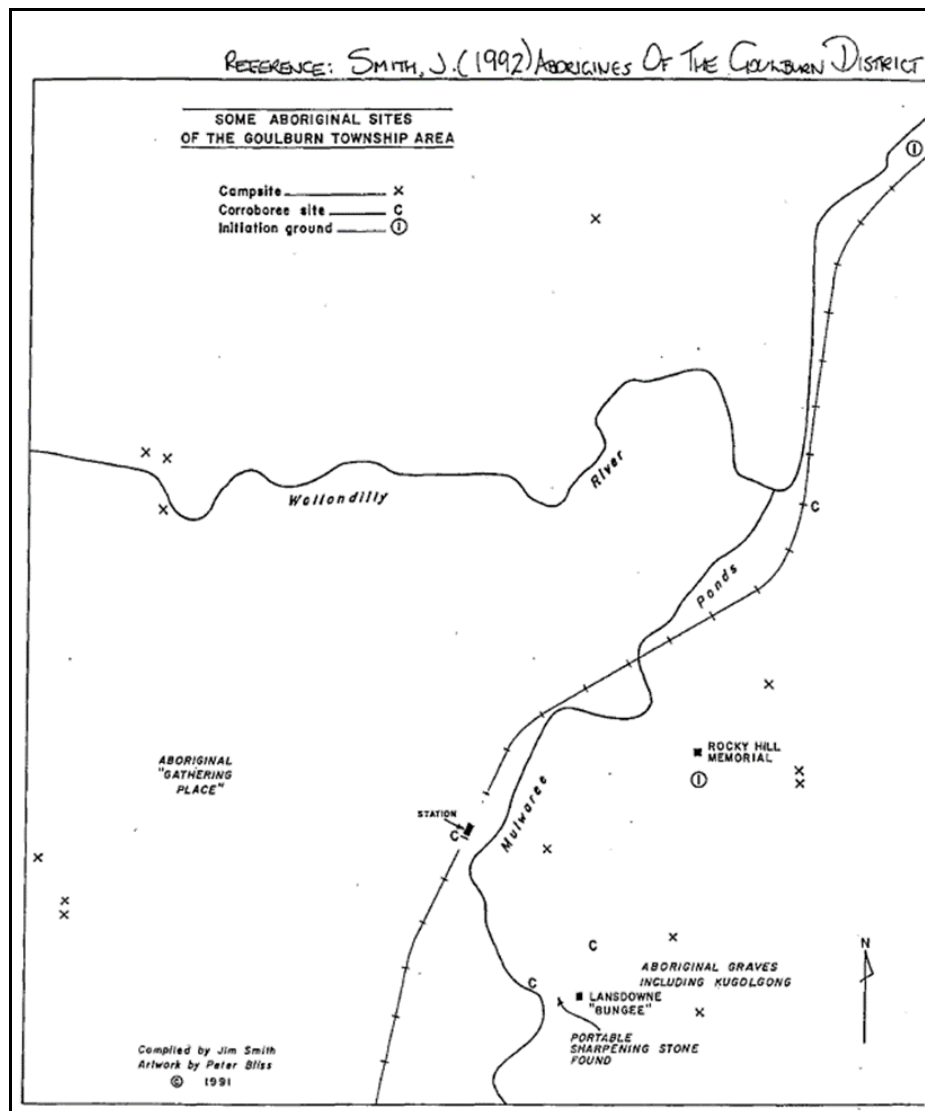 REFERENCE: SMITH, J. (1992) ABORIGINES OF THE GOULBURN DISTRICT
SOME ABORIGINAL SITES
OF THE GOULBURN TOWNSHIP AREA
Campsite X
Corroboree site C
Initiation ground I
I
X
X X
X
Wollondilly
River
C
Ponds
X
ROCKY HILL
MEMORIAL
I
X
X
ABORIGINAL
"GATHERING
PLACE"
STATION
C
Mulwaree
X
X
X
X
C
X
ABORIGINAL GRAVES
INCLUDING KUGOLGONG
N
C
LANSDOWNE
"BUNGEE"
X
PORTABLE
SHARPENING STONE
FOUND
Compiled by Jim Smith
Artwork by Peter Bliss
© 1991